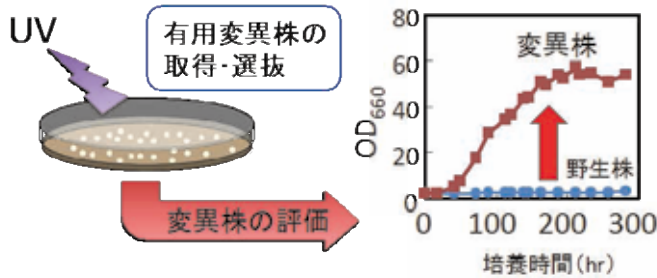 UV
有用変異株の
取得・選抜
変異株の評価
OD660
80
60
40
20
0
変異株
野生株
0
100
200
300
培養時間(hr)